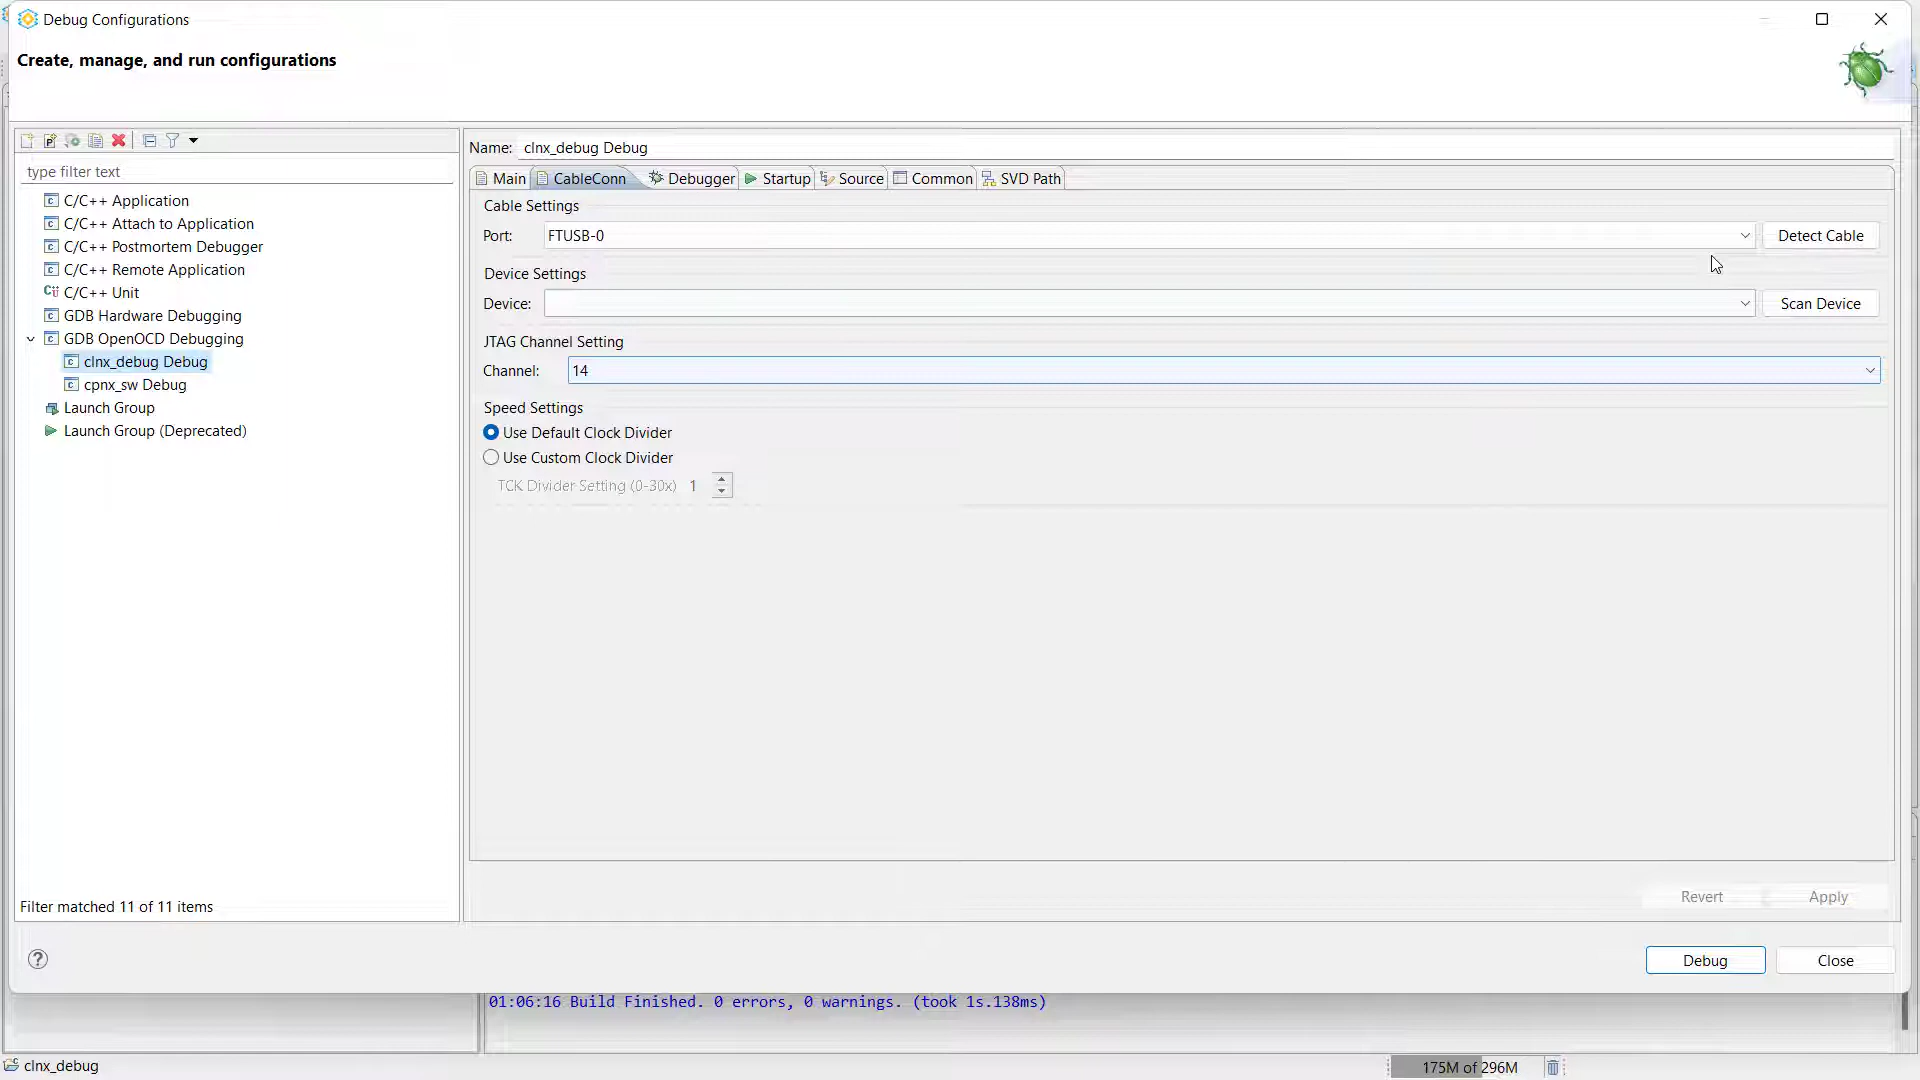 Debug Configurations
Create, manage, and run configurations
type filter text
C/C++ Application
C/C++ Attach to Application
C/C++ Postmortem Debugger
C/C++ Remote Application
C/C++ Unit
GDB Hardware Debugging
GDB OpenOCD Debugging
clnx_debug Debug
cpnx_sw Debug
Launch Group
Launch Group (Deprecated)
Filter matched 11 of 11 items
Name: clnx_debug Debug
Main CableConn Debugger Startup Source Common SVD Path
Cable Settings
Port: FTUSB-0 Detect Cable
Device Settings
Device: Scan Device
JTAG Channel Setting
Channel: 14
Speed Settings
Use Default Clock Divider
Use Custom Clock Divider
TCK Divider Setting (0-30x) 1
Revert Apply
Debug Close
01:06:16 Build Finished. 0 errors, 0 warnings. (took 1s.138ms)
clnx_debug 175M of 296M